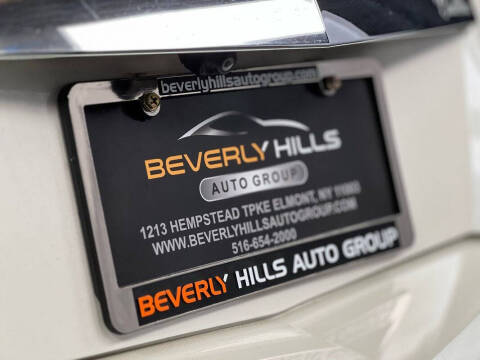 beverlyhillsautogroup.com
BEVERLY HILLS
AUTO GROUP
1213 HEMPSTEAD TPKE ELMONT, NY 11003
WWW.BEVERLYHILLSAUTOGROUP.COM
516-654-2000
BEVERLY HILLS AUTO GROUP